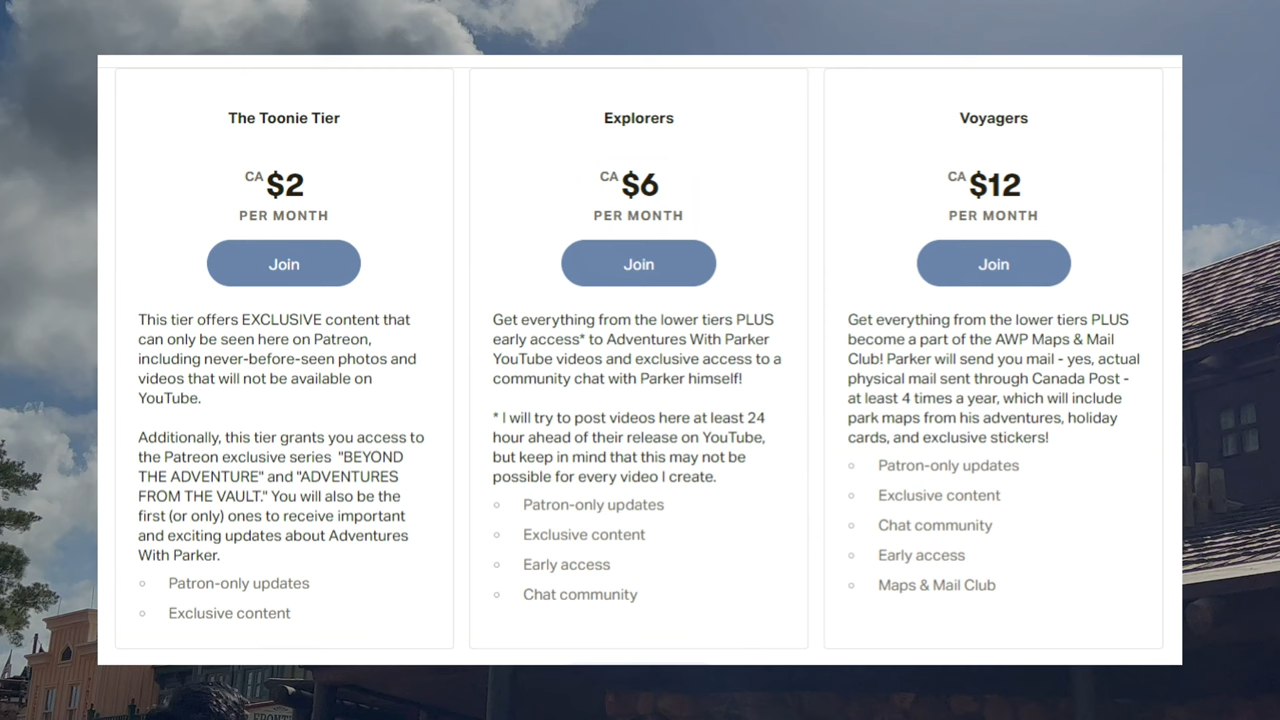 The Toonie Tier
CA $2
PER MONTH
Join
This tier offers EXCLUSIVE content that
can only be seen here on Patreon,
including never-before-seen photos and
videos that will not be available on
YouTube.
Additionally, this tier grants you access to
the Patreon exclusive series "BEYOND
THE ADVENTURE" and "ADVENTURES
FROM THE VAULT." You will also be the
first (or only) ones to receive important
and exciting updates about Adventures
With Parker.
Patron-only updates
Exclusive content
Explorers
CA $6
PER MONTH
Join
Get everything from the lower tiers PLUS
early access* to Adventures With Parker
YouTube videos and exclusive access to a
community chat with Parker himself!
* I will try to post videos here at least 24
hour ahead of their release on YouTube,
but keep in mind that this may not be
possible for every video I create.
Patron-only updates
Exclusive content
Early access
Chat community
Voyagers
CA $12
PER MONTH
Join
Get everything from the lower tiers PLUS
become a part of the AWP Maps & Mail
Club! Parker will send you mail - yes, actual
physical mail sent through Canada Post -
at least 4 times a year, which will include
park maps from his adventures, holiday
cards, and exclusive stickers!
Patron-only updates
Exclusive content
Chat community
Early access
Maps & Mail Club